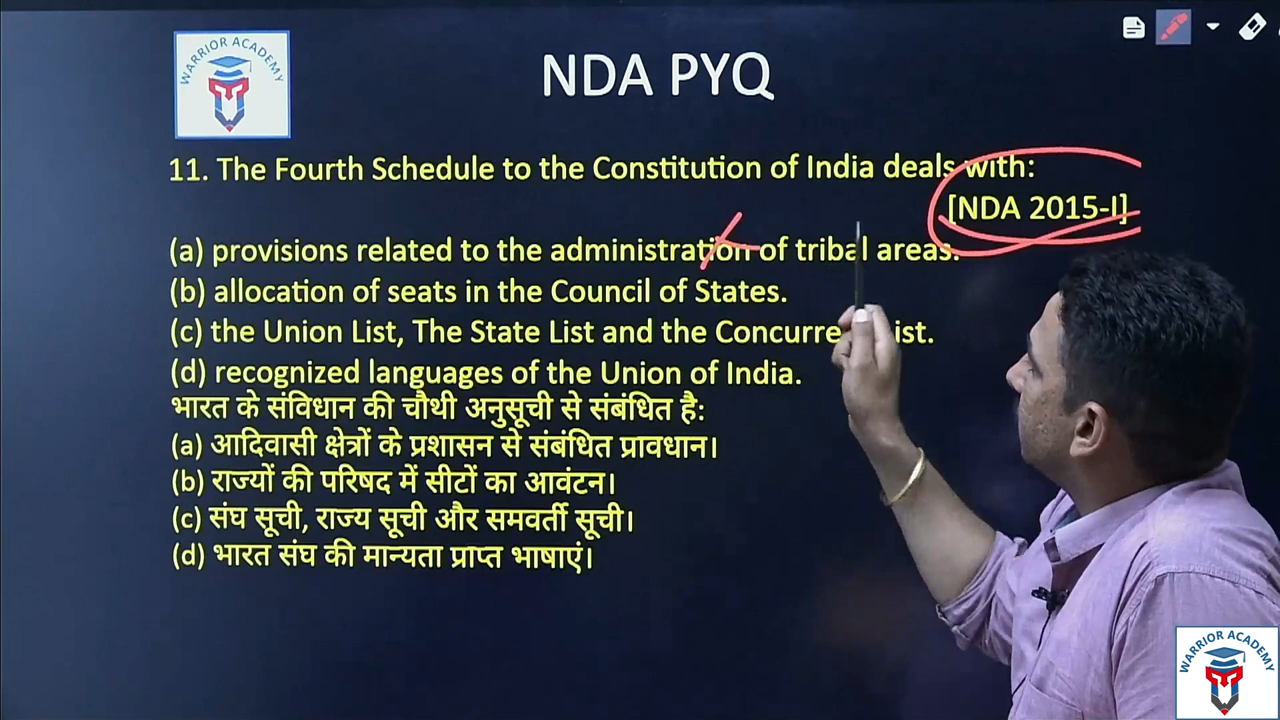 WARRIOR ACADEMY
NDA PYQ
11. The Fourth Schedule to the Constitution of India deals with:
[NDA 2015-I]
(a) provisions related to the administration of tribal areas.
(b) allocation of seats in the Council of States.
(c) the Union List, The State List and the Concurre ist.
(d) recognized languages of the Union of India.
भारत के संविधान की चौथी अनुसूची से संबंधित है:
(a) आदिवासी क्षेत्रों के प्रशासन से संबंधित प्रावधान।
(b) राज्यों की परिषद में सीटों का आवंटन।
(c) संघ सूची, राज्य सूची और समवर्ती सूची।
(d) भारत संघ की मान्यता प्राप्त भाषाएं।
WARRIOR ACADEMY